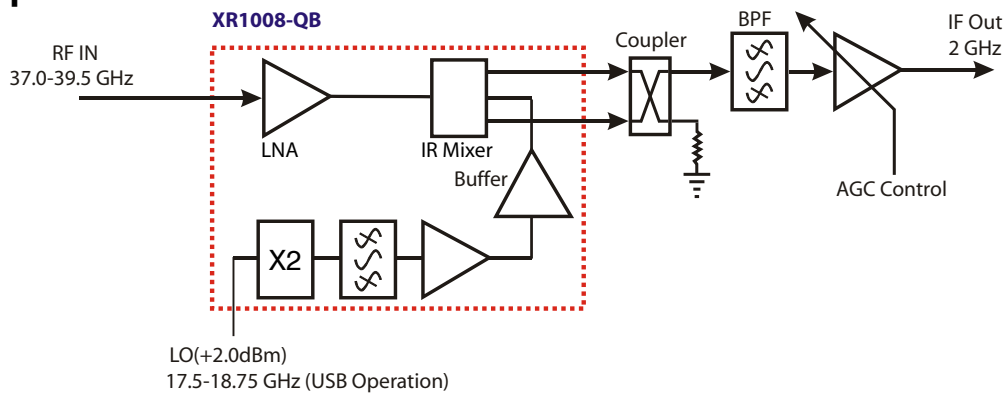 XR1008-QB
RF IN
37.0-39.5 GHz
LNA
IR Mixer
Buffer
X2
LO(+2.0dBm)
17.5-18.75 GHz (USB Operation)
Coupler
BPF
IF Out
2 GHz
AGC Control